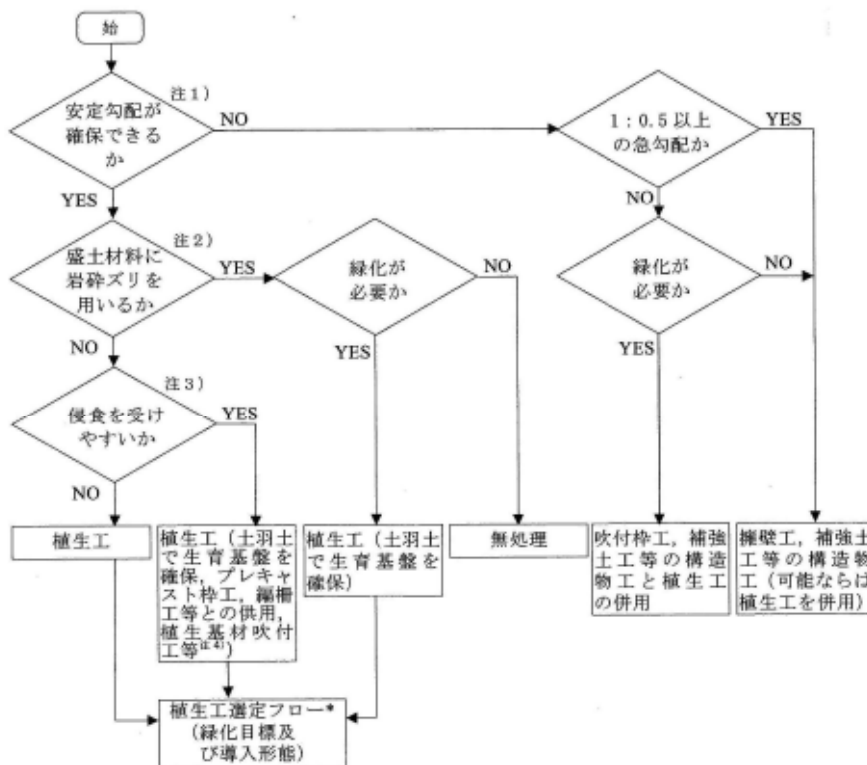 始
注1)
安定勾配が
確保できる
か
NO
1:0.5以上
の急勾配か
YES
YES
NO
注2)
盛土材料に
岩砕ズリを
用いるか
YES
緑化が
必要か
NO
緑化が
必要か
NO
NO
YES
YES
注3)
侵食を受け
やすいか
YES
NO
植生工
植生工(土羽土
で生育基盤を
確保,プレキャ
スト枠工,編柵
工等との併用,
植生基材吹付
工等注4))
植生工(土羽土
で生育基盤を
確保)
無処理
吹付枠工,補強
土工等の構造
物工と植生工
の併用
擁壁工,補強土
工等の構造物
工(可能ならば
植生工を併用)
植生工選定フロー*
(緑化目標及
び導入形態)